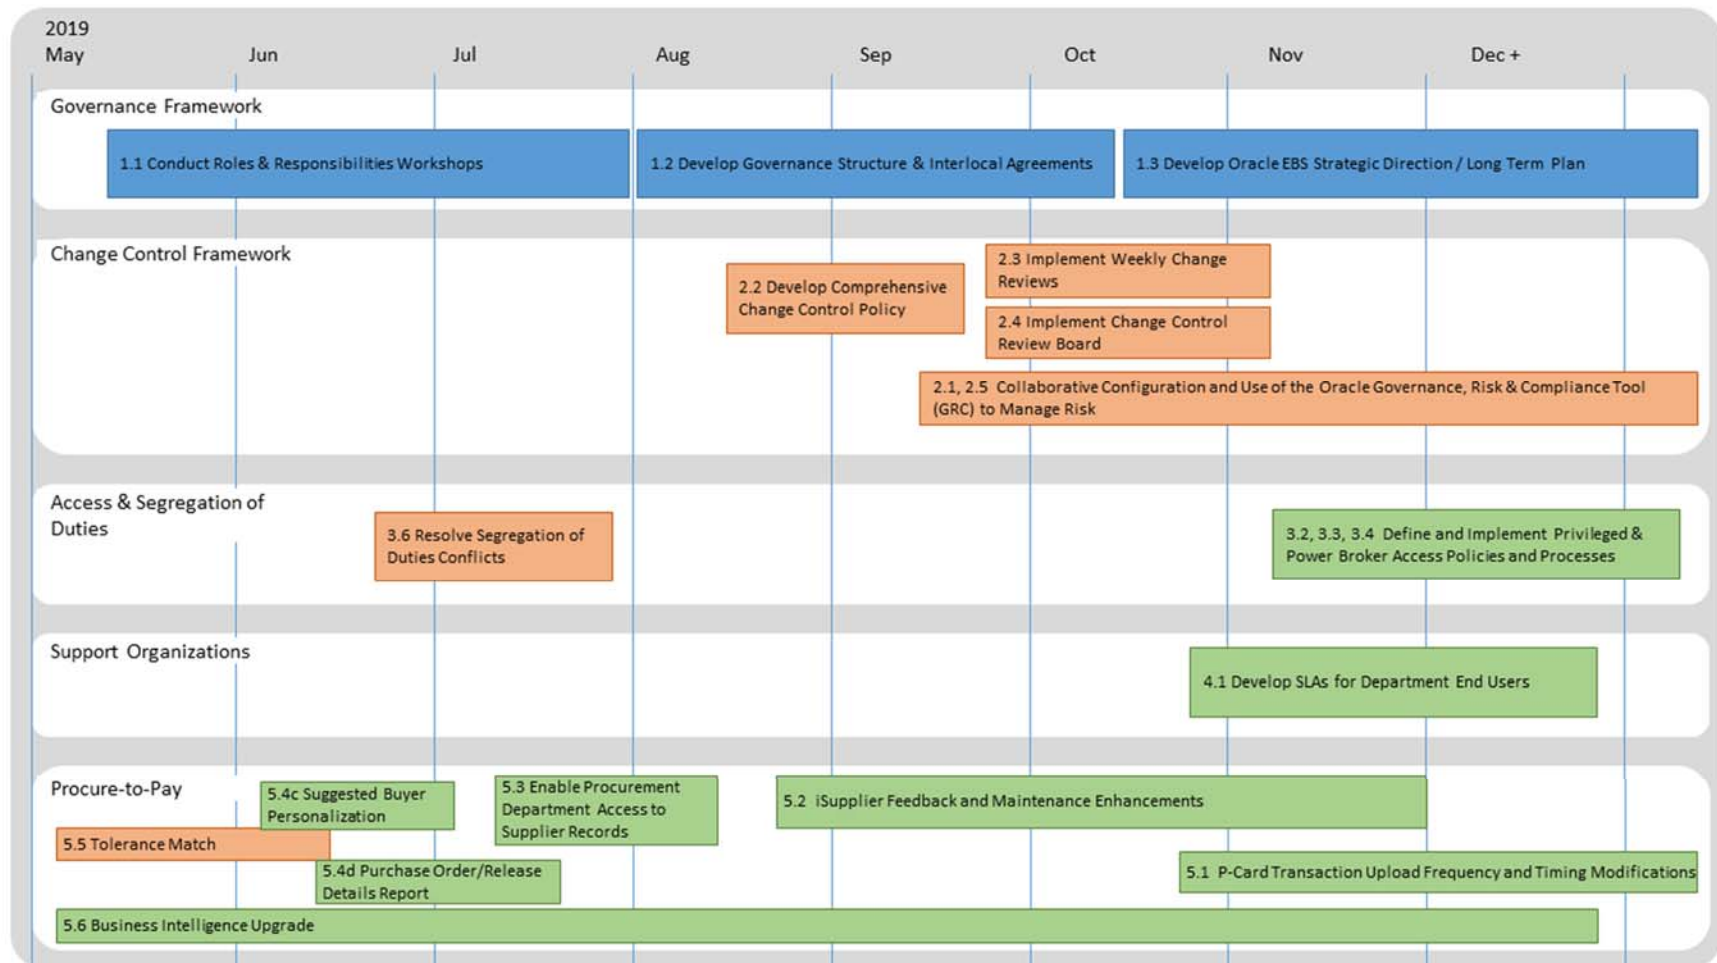 2019
May Jun Jul Aug Sep Oct Nov Dec +
Governance Framework
1.1 Conduct Roles & Responsibilities Workshops
1.2 Develop Governance Structure & Interlocal Agreements
1.3 Develop Oracle EBS Strategic Direction / Long Term Plan
Change Control Framework
2.2 Develop Comprehensive
Change Control Policy
2.3 Implement Weekly Change
Reviews
2.4 Implement Change Control
Review Board
2.1, 2.5 Collaborative Configuration and Use of the Oracle Governance, Risk & Compliance Tool
(GRC) to Manage Risk
Access & Segregation of
Duties
3.6 Resolve Segregation of
Duties Conflicts
3.2, 3.3, 3.4 Define and Implement Privileged &
Power Broker Access Policies and Processes
Support Organizations
4.1 Develop SLAs for Department End Users
Procure-to-Pay
5.4c Suggested Buyer
Personalization
5.3 Enable Procurement
Department Access to
Supplier Records
5.2 iSupplier Feedback and Maintenance Enhancements
5.5 Tolerance Match
5.4d Purchase Order/Release
Details Report
5.1 P-Card Transaction Upload Frequency and Timing Modifications
5.6 Business Intelligence Upgrade